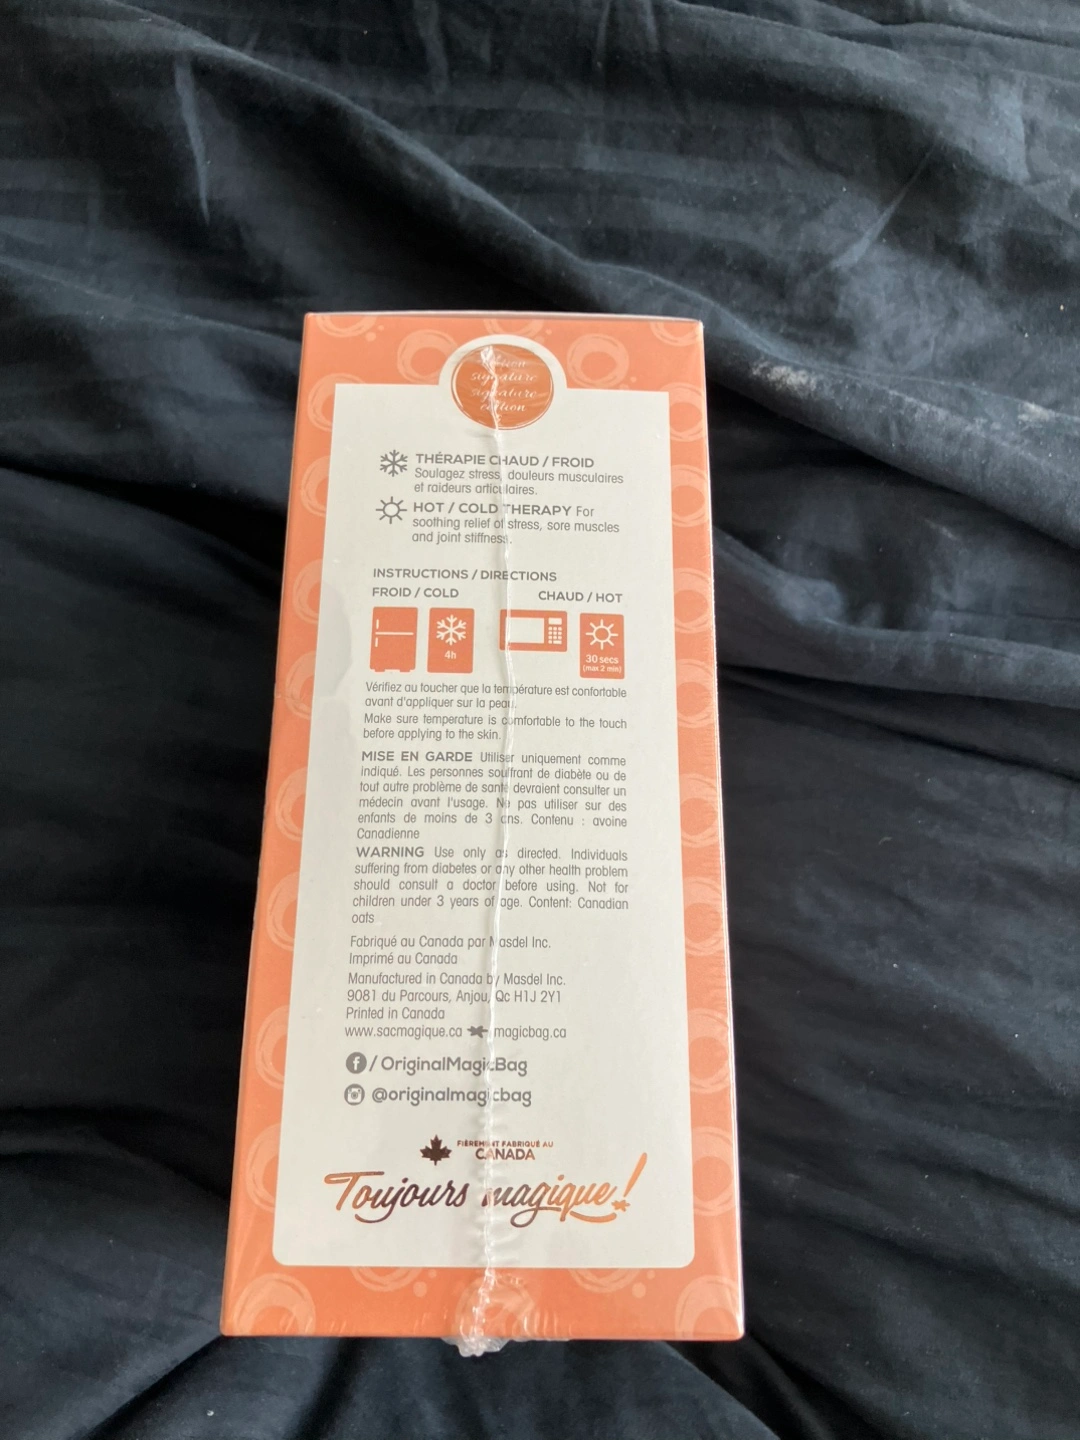 édition
signature
signature
edition
THÉRAPIE CHAUD / FROID
Soulagez stress, douleurs musculaires
et raideurs articulaires.
HOT / COLD THERAPY For
soothing relief of stress, sore muscles
and joint stiffness.
INSTRUCTIONS / DIRECTIONS
FROID / COLD
CHAUD / HOT
4h
30 secs
(max 2 min)
Vérifiez au toucher que la température est confortable
avant d'appliquer sur la peau.
Make sure temperature is comfortable to the touch
before applying to the skin.
MISE EN GARDE Utiliser uniquement comme
indiqué. Les personnes souffrant de diabète ou de
tout autre problème de santé devraient consulter un
médecin avant l'usage. Ne pas utiliser sur des
enfants de moins de 3 ans. Contenu : avoine
Canadienne
WARNING Use only as directed. Individuals
suffering from diabetes or any other health problem
should consult a doctor before using. Not for
children under 3 years of age. Content: Canadian
oats
Fabriqué au Canada par Masdel Inc.
Imprimé au Canada
Manufactured in Canada by Masdel Inc.
9081 du Parcours, Anjou, Qc H1J 2Y1
Printed in Canada
www.sacmagique.ca magicbag.ca
f / OriginalMagicBag
@originalmagicbag
FIÈREMENT FABRIQUÉ AU
CANADA
Toujours magique!